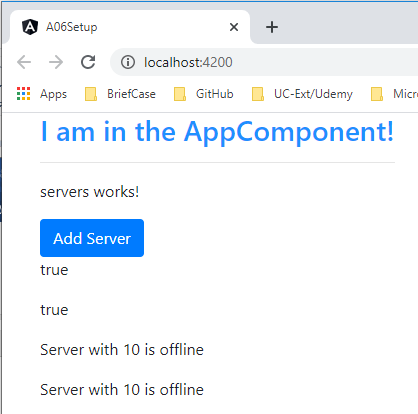 A06Setup
localhost:4200
Apps BriefCase GitHub UC-Ext/Udemy Micro
I am in the AppComponent!
servers works!
Add Server
true
true
Server with 10 is offline
Server with 10 is offline